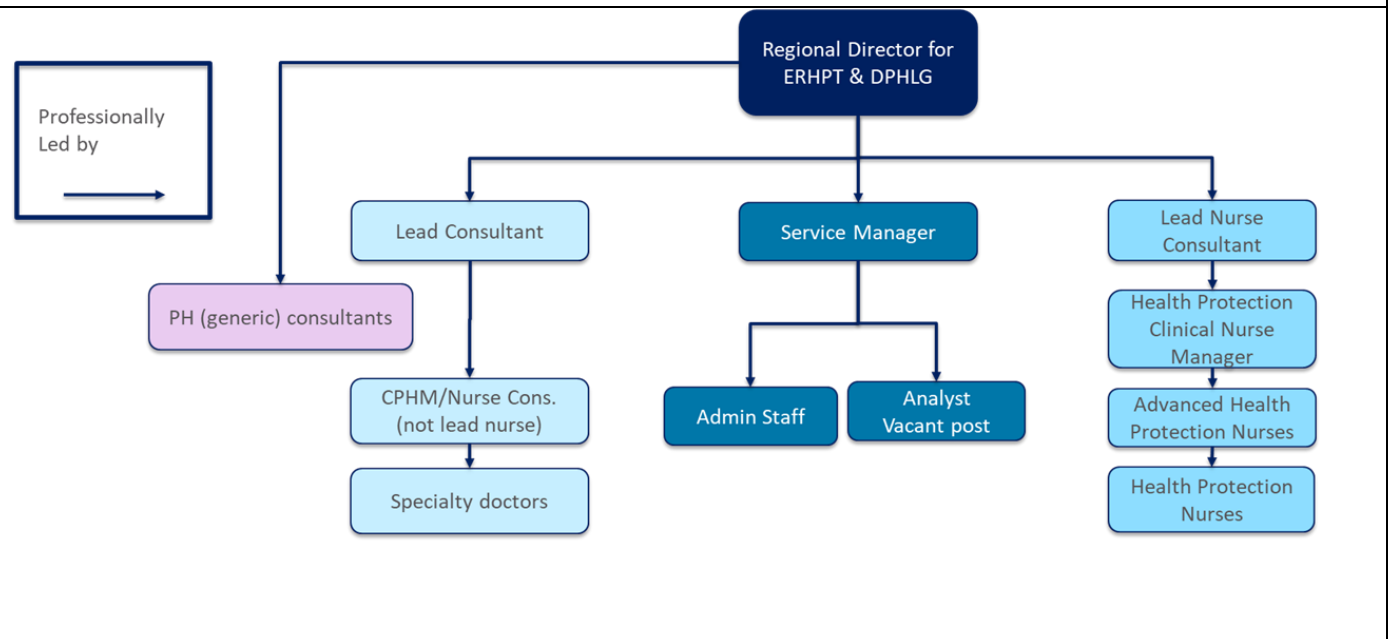 Regional Director for
ERHPT & DPHLG
Professionally
Led by
Lead Consultant
Service Manager
Lead Nurse
Consultant
PH (generic) consultants
Health Protection
Clinical Nurse
Manager
CPHM/Nurse Cons.
(not lead nurse)
Admin Staff
Analyst
Vacant post
Advanced Health
Protection Nurses
Specialty doctors
Health Protection
Nurses